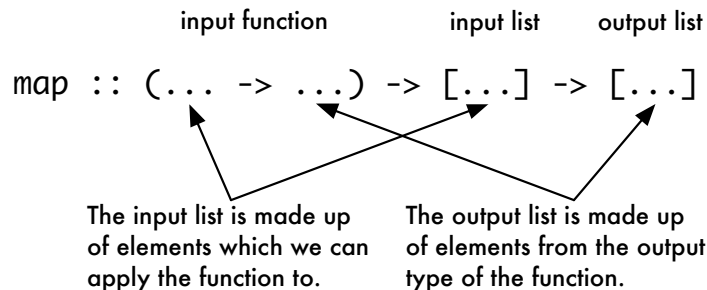 input function input list output list
map :: (... -> ...) -> [...] -> [...]
The input list is made up
of elements which we can
apply the function to.
The output list is made up
of elements from the output
type of the function.